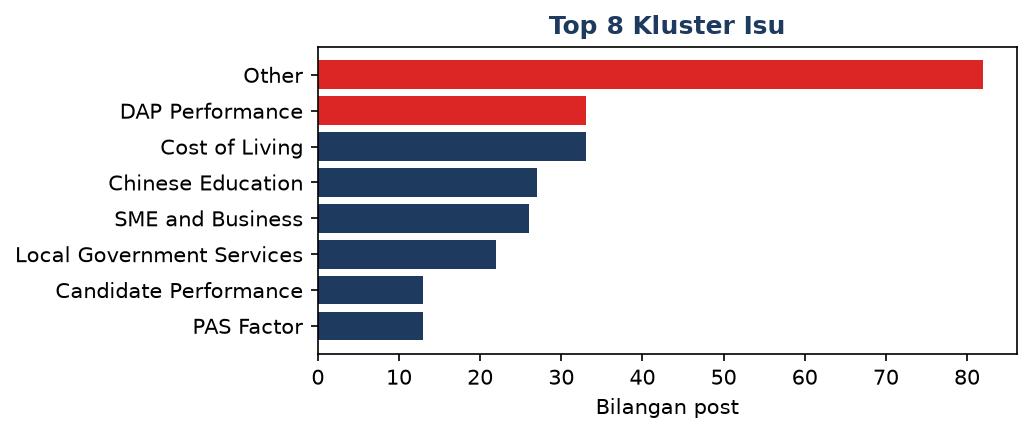 Top 8 Kluster Isu
Other
DAP Performance
Cost of Living
Chinese Education
SME and Business
Local Government Services
Candidate Performance
PAS Factor
0 10 20 30 40 50 60 70 80
Bilangan post